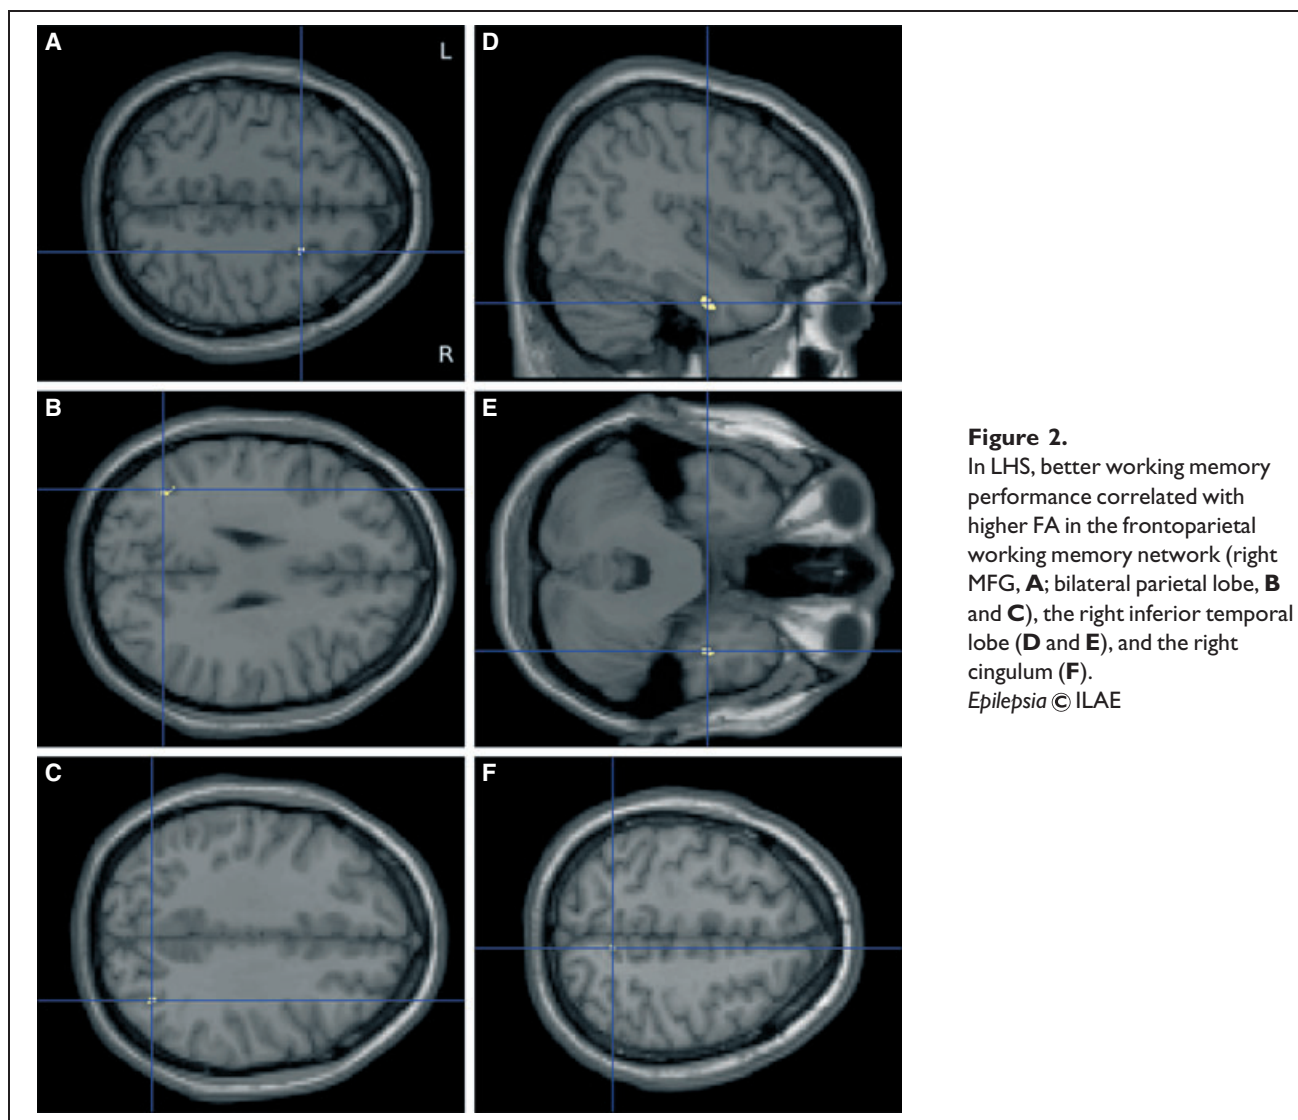 A
L
R
D
B
E
C
F
Figure 2.
In LHS, better working memory
performance correlated with
higher FA in the frontoparietal
working memory network (right
MFG, A; bilateral parietal lobe, B
and C), the right inferior temporal
lobe (D and E), and the right
cingulum (F).
Epilepsia © ILAE